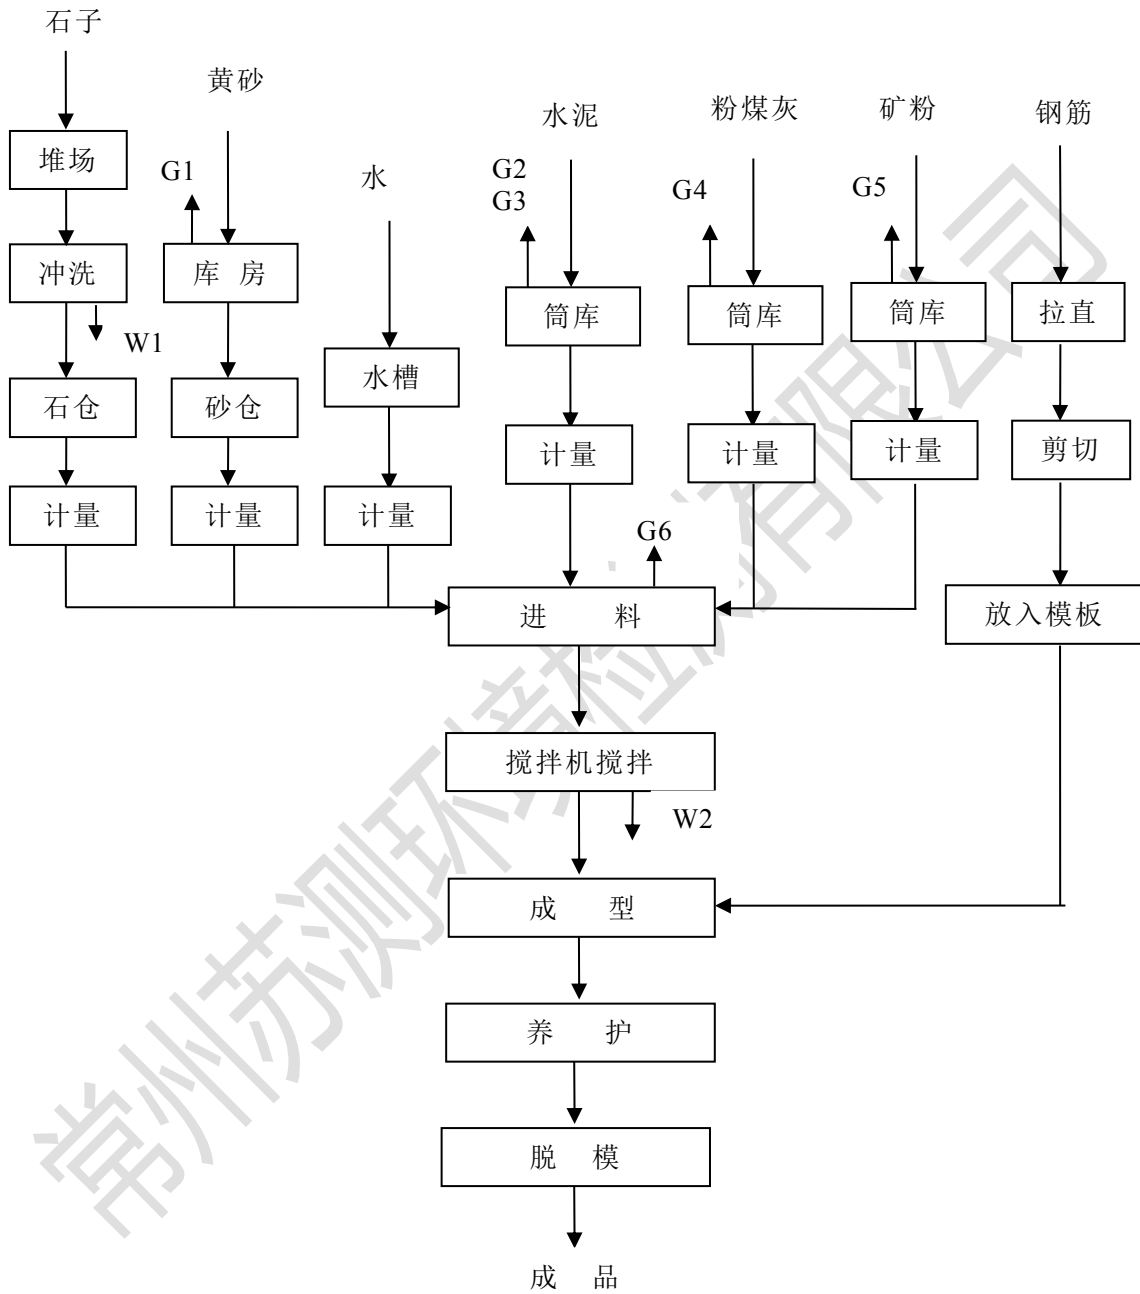 石子
黄砂
水泥
粉煤灰
矿粉
钢筋
堆场
G1
水
G2
G3
G4
G5
冲洗
库 房
筒库
筒库
筒库
拉直
W1
水槽
石仓
砂仓
计量
计量
计量
剪切
计量
计量
计量
G6
进 料
放入模板
搅拌机搅拌
W2
成 型
养 护
脱 模
成 品
常州苏测环境检测有限公司